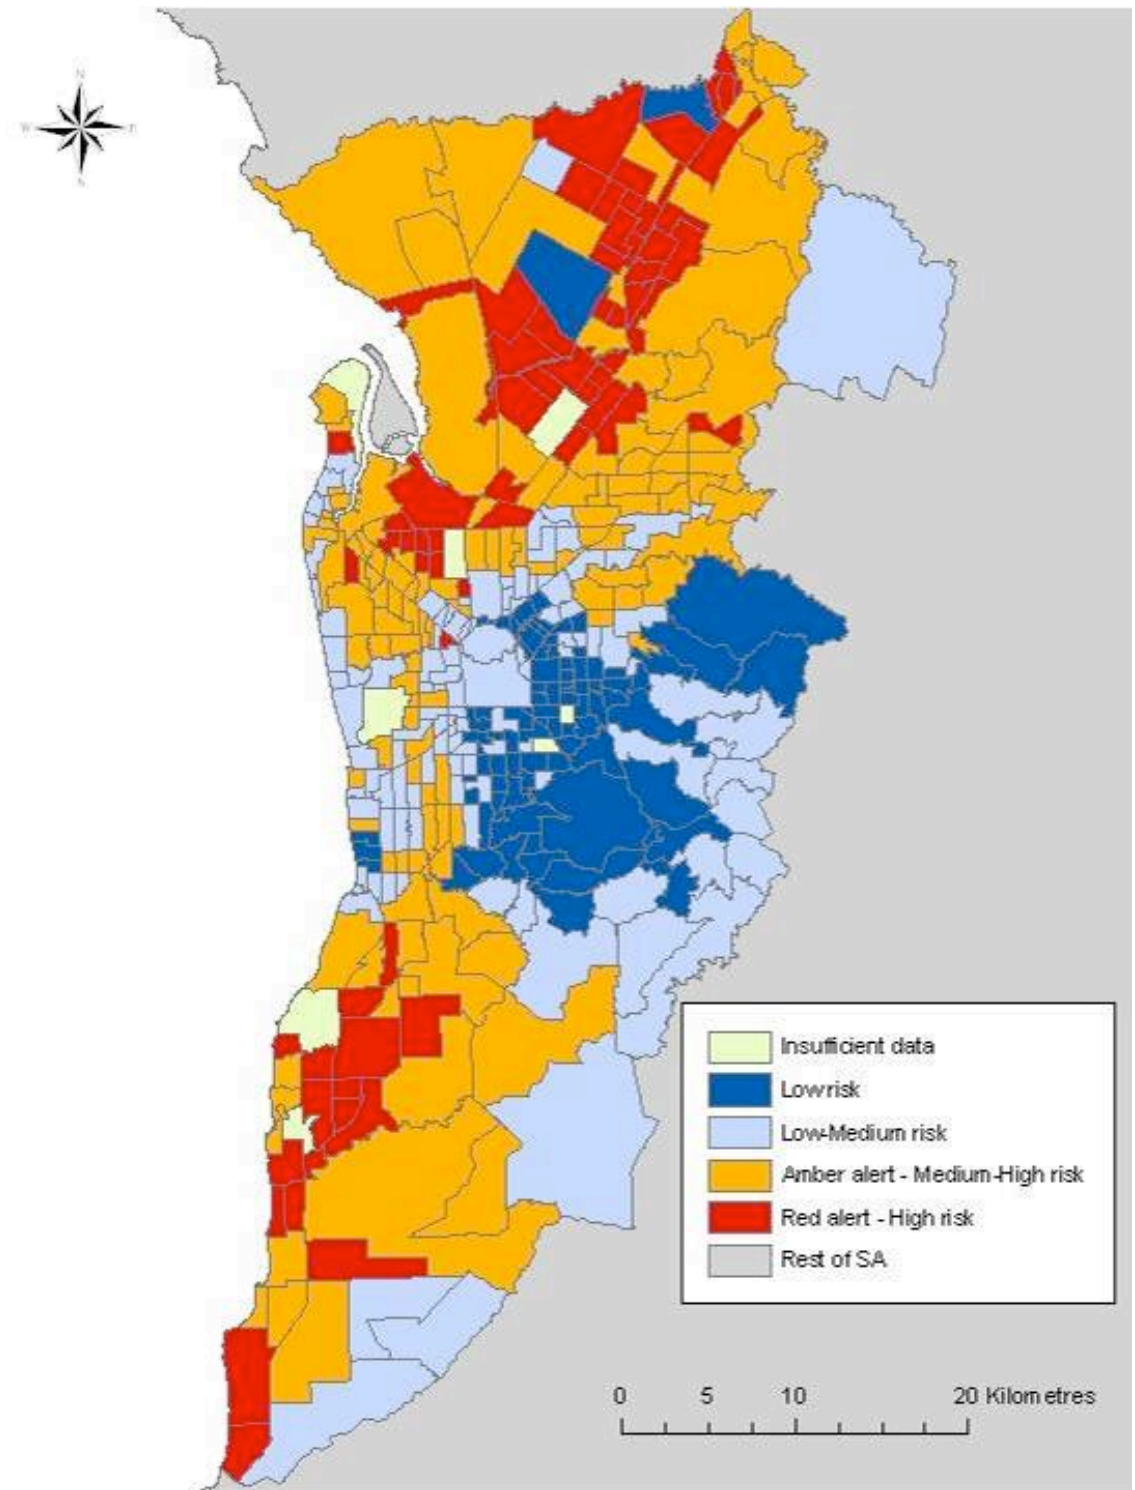 N
W
E
S
Insufficient data
Low risk
Low-Medium risk
Amber alert - Medium-High risk
Red alert - High risk
Rest of SA
0 5 10 20 Kilometres